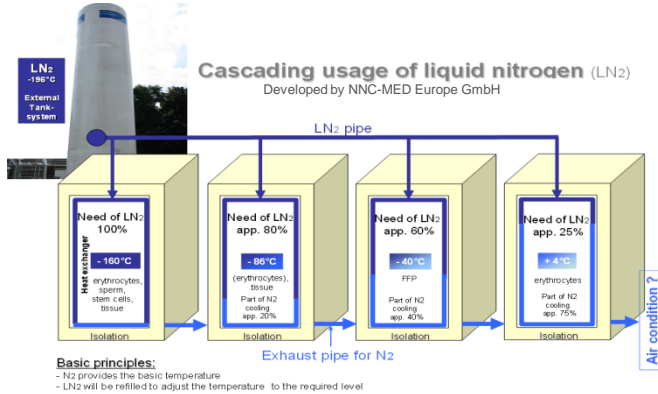 LN2
-196°C
External
Tank-
system
Cascading usage of liquid nitrogen (LN2)
Developed by NNC-MED Europe GmbH
LN2 pipe
Need of LN2
100%
Heat exchanger
- 160°C
erythrocytes,
sperm,
stem cells,
tissue
Isolation
Need of LN2
app. 80%
- 86°C
(erythrocytes),
tissue
Part of N2
cooling
app. 20%
Isolation
Need of LN2
app. 60%
- 40°C
FFP
Part of N2
cooling
app. 40%
Isolation
Need of LN2
app. 25%
+ 4°C
erythrocytes
Part of N2
cooling
app. 75%
Isolation
Air condition ?
Exhaust pipe for N2
Basic principles:
- N2 provides the basic temperature
- LN2 will be refilled to adjust the temperature to the required level